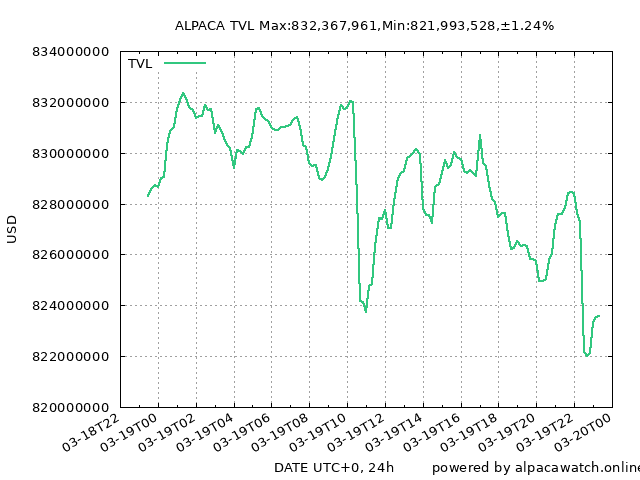 ALPACA TVL Max:832,367,961,Min:821,993,528,±1.24%
834000000
TVL
832000000
830000000
828000000
USD
826000000
824000000
822000000
820000000
03-18T22
03-19T00
03-19T02
03-19T04
03-19T06
03-19T08
03-19T10
03-19T12
03-19T14
03-19T16
03-19T18
03-19T20
03-19T22
03-20T00
DATE UTC+0, 24h
powered by alpacawatch.online